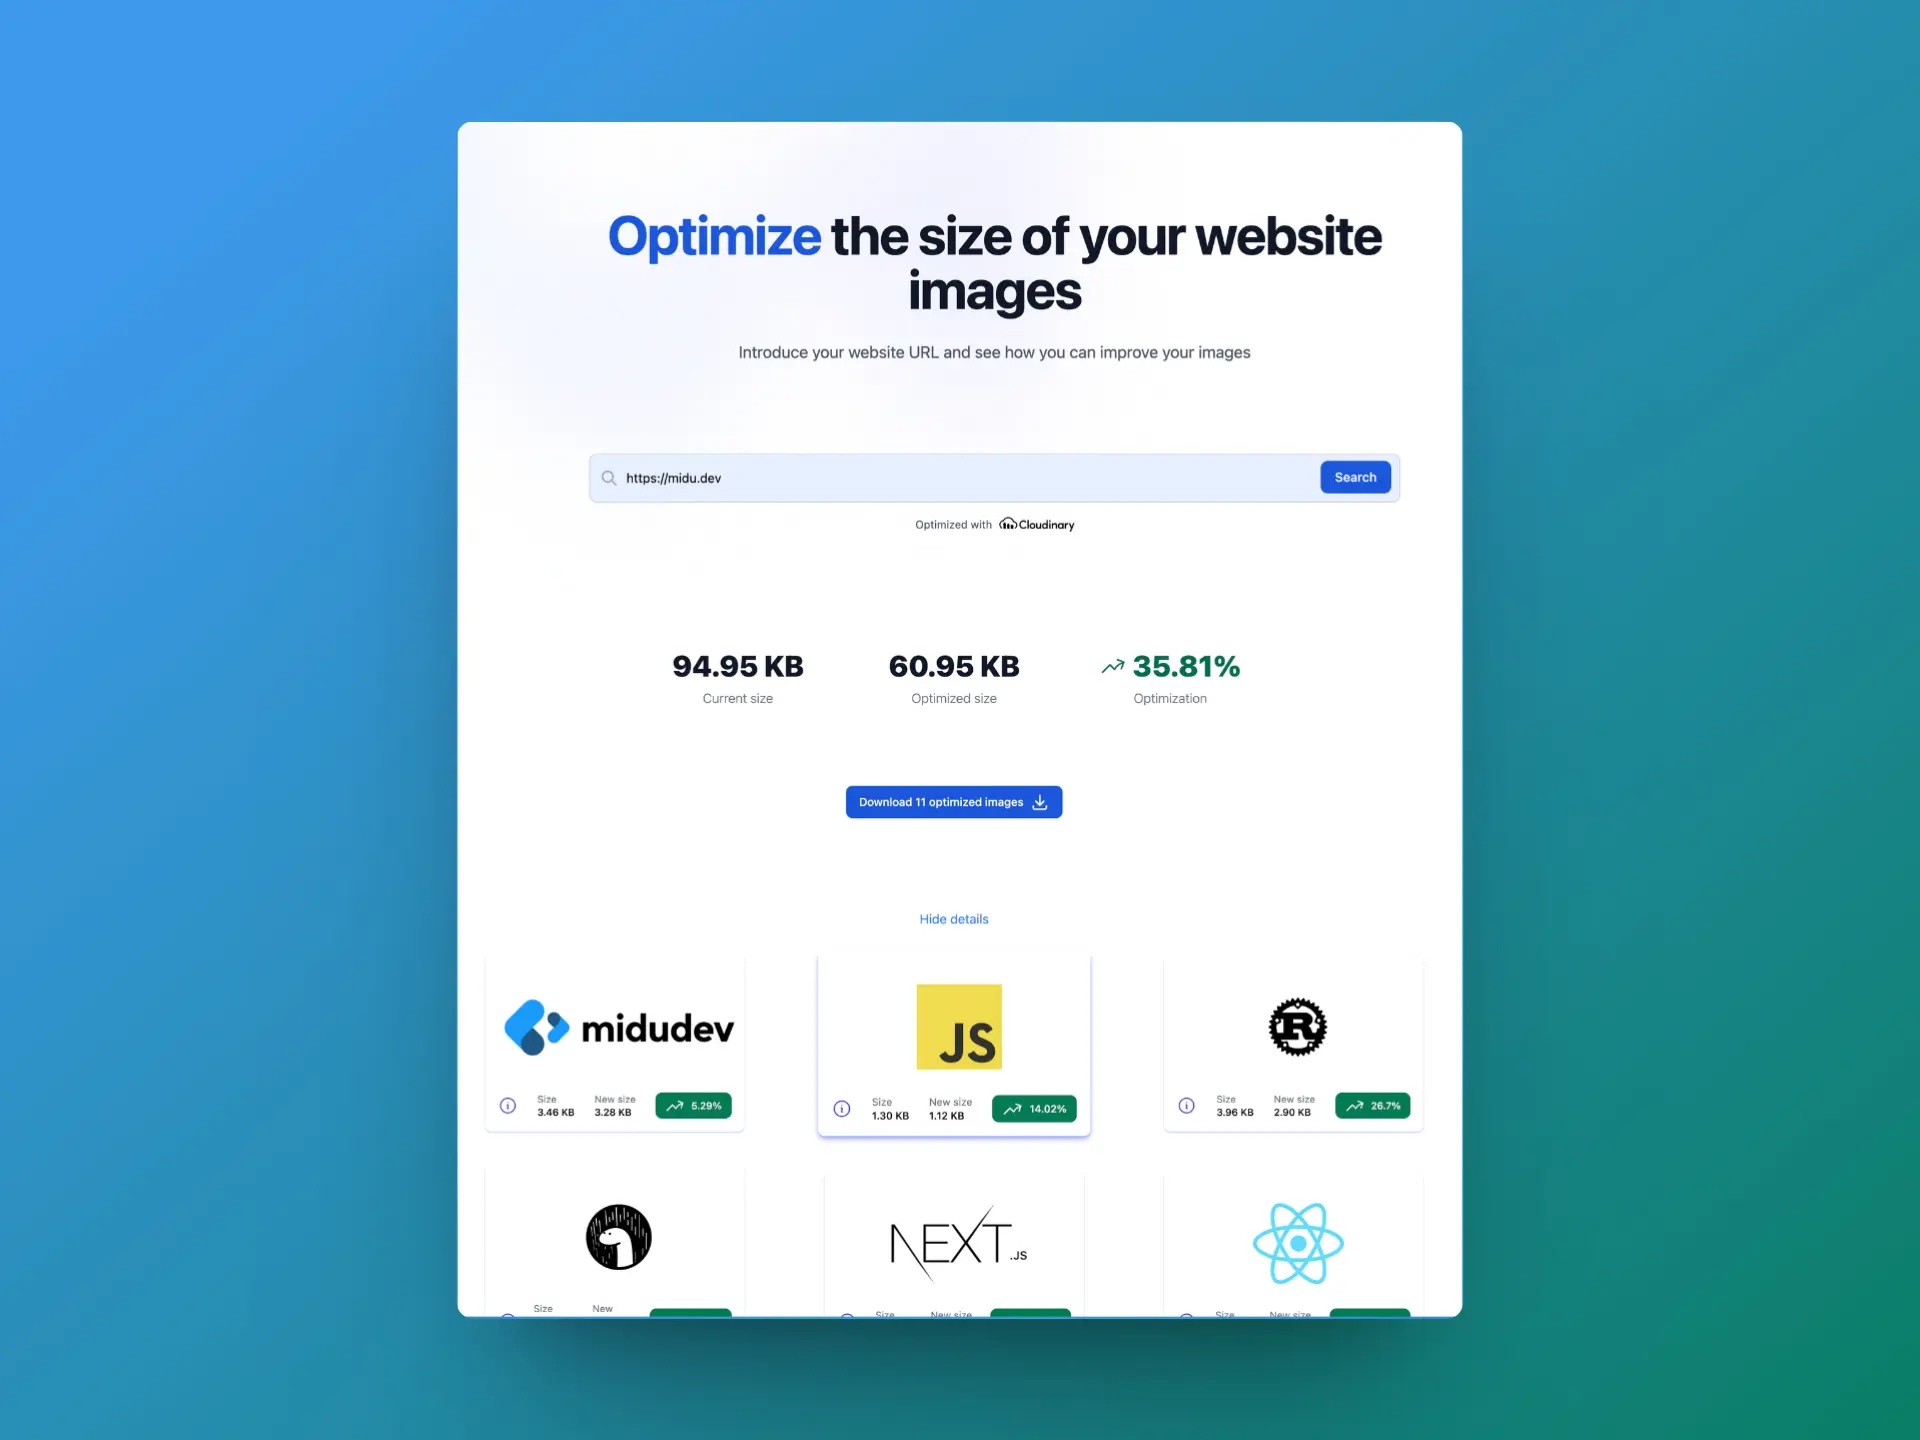 Optimize the size of your website
images
Introduce your website URL and see how you can improve your images
https://midu.dev
Search
Optimized with Cloudinary
94.95 KB
60.95 KB
35.81%
Current size
Optimized size
Optimization
Download 11 optimized images
Hide details
midudev
Size
3.46 KB
New size
3.28 KB
5.29%
JS
Size
1.30 KB
New size
1.12 KB
14.02%
R
Size
3.96 KB
New size
2.90 KB
26.7%
Size
New
NEXT.JS
Size
New size
Size
New size